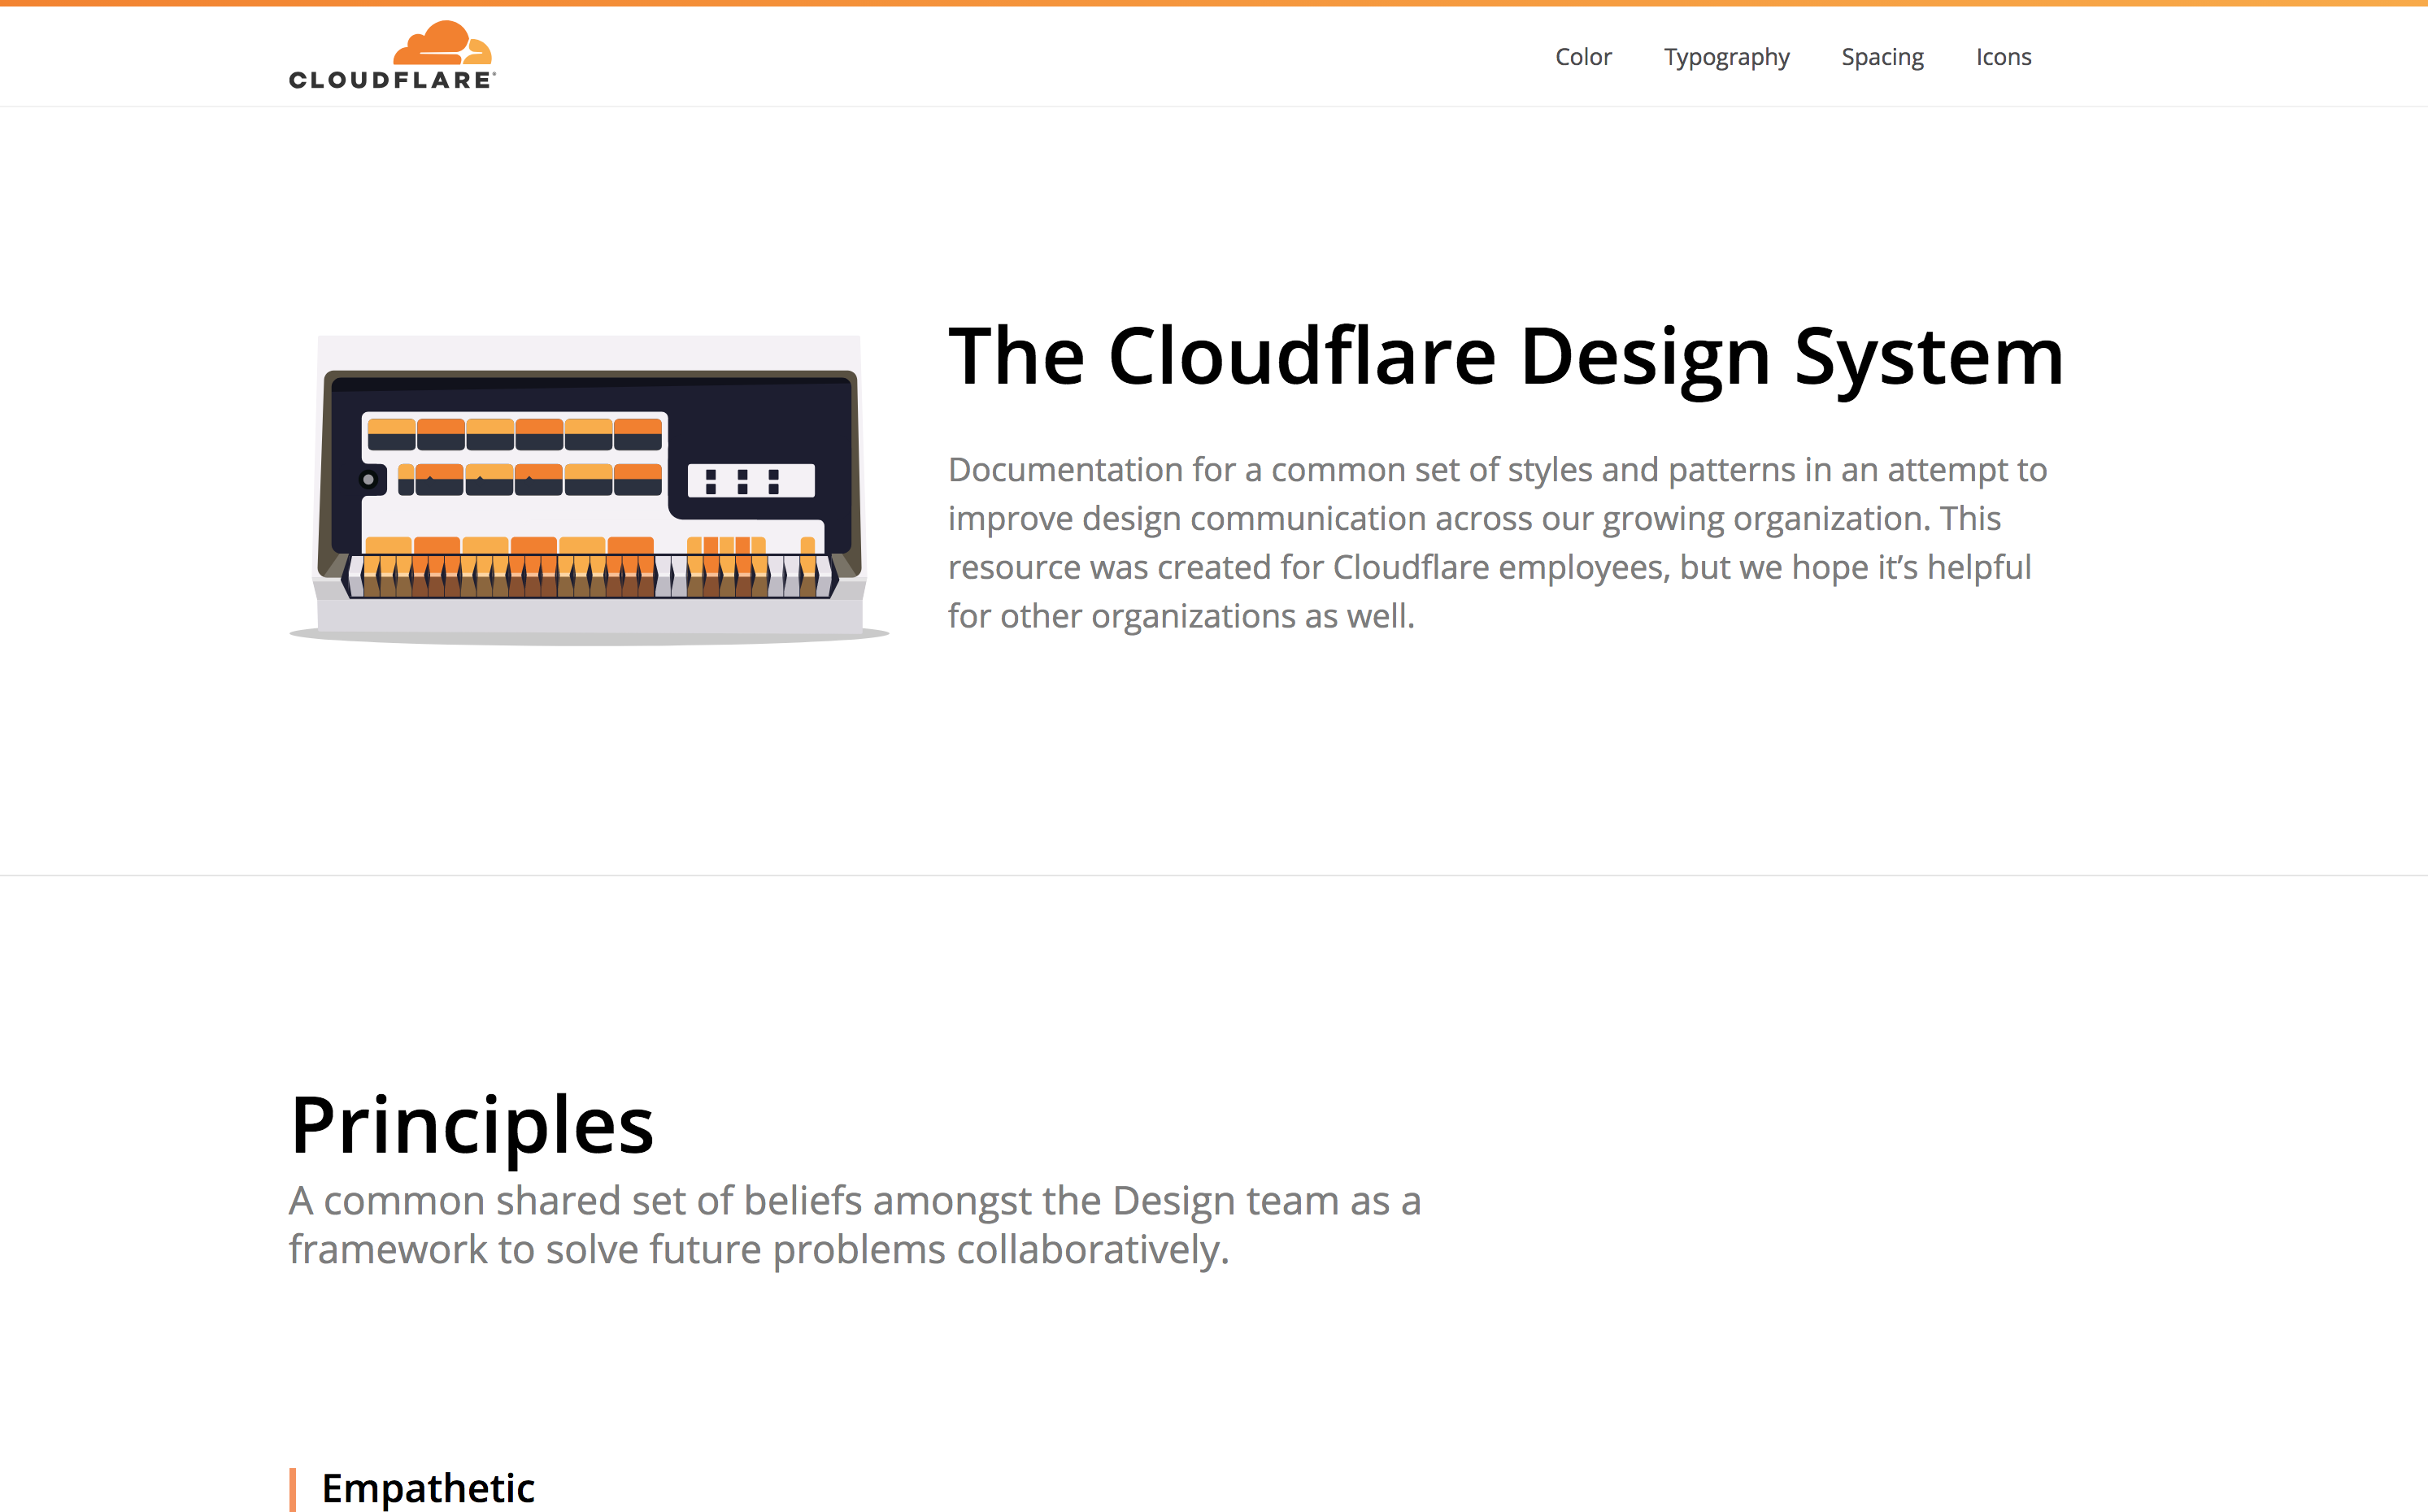 CLOUDFLARE®
Color
Typography
Spacing
Icons
The Cloudflare Design System
Documentation for a common set of styles and patterns in an attempt to
improve design communication across our growing organization. This
resource was created for Cloudflare employees, but we hope it’s helpful
for other organizations as well.
Principles
A common shared set of beliefs amongst the Design team as a
framework to solve future problems collaboratively.
Empathetic